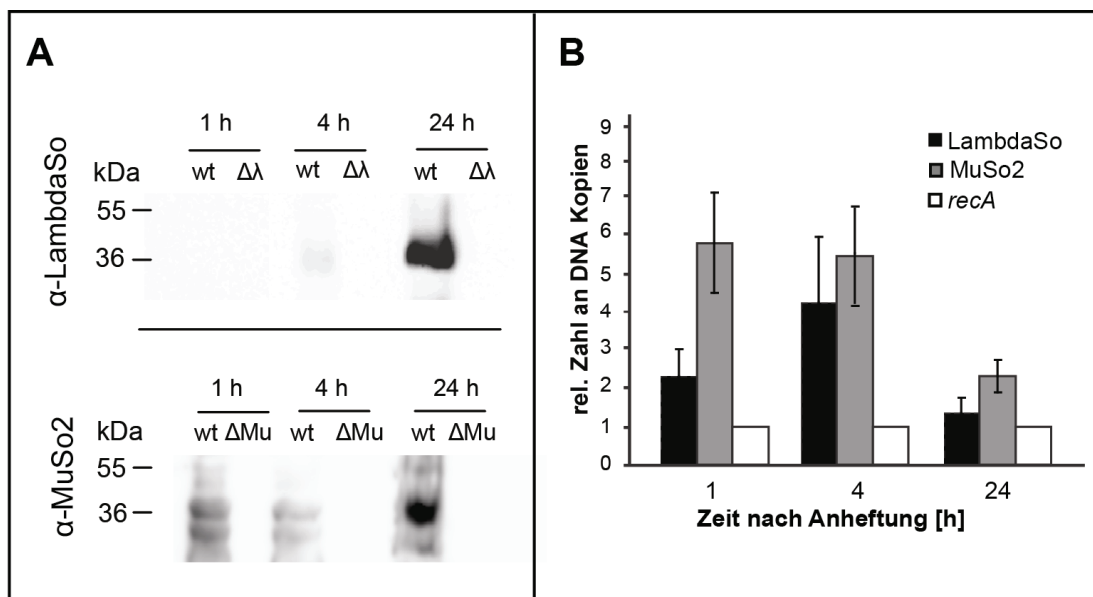 A
α-LambdaSo
1 h 4 h 24 h
kDa wt Δλ wt Δλ wt Δλ
55
36
α-MuSo2
1 h 4 h 24 h
kDa wt ΔMu wt ΔMu wt ΔMu
55
36
B
rel. Zahl an DNA Kopien
9
8
7
6
5
4
3
2
1
0
LambdaSo
MuSo2
recA
1 4 24
Zeit nach Anheftung [h]